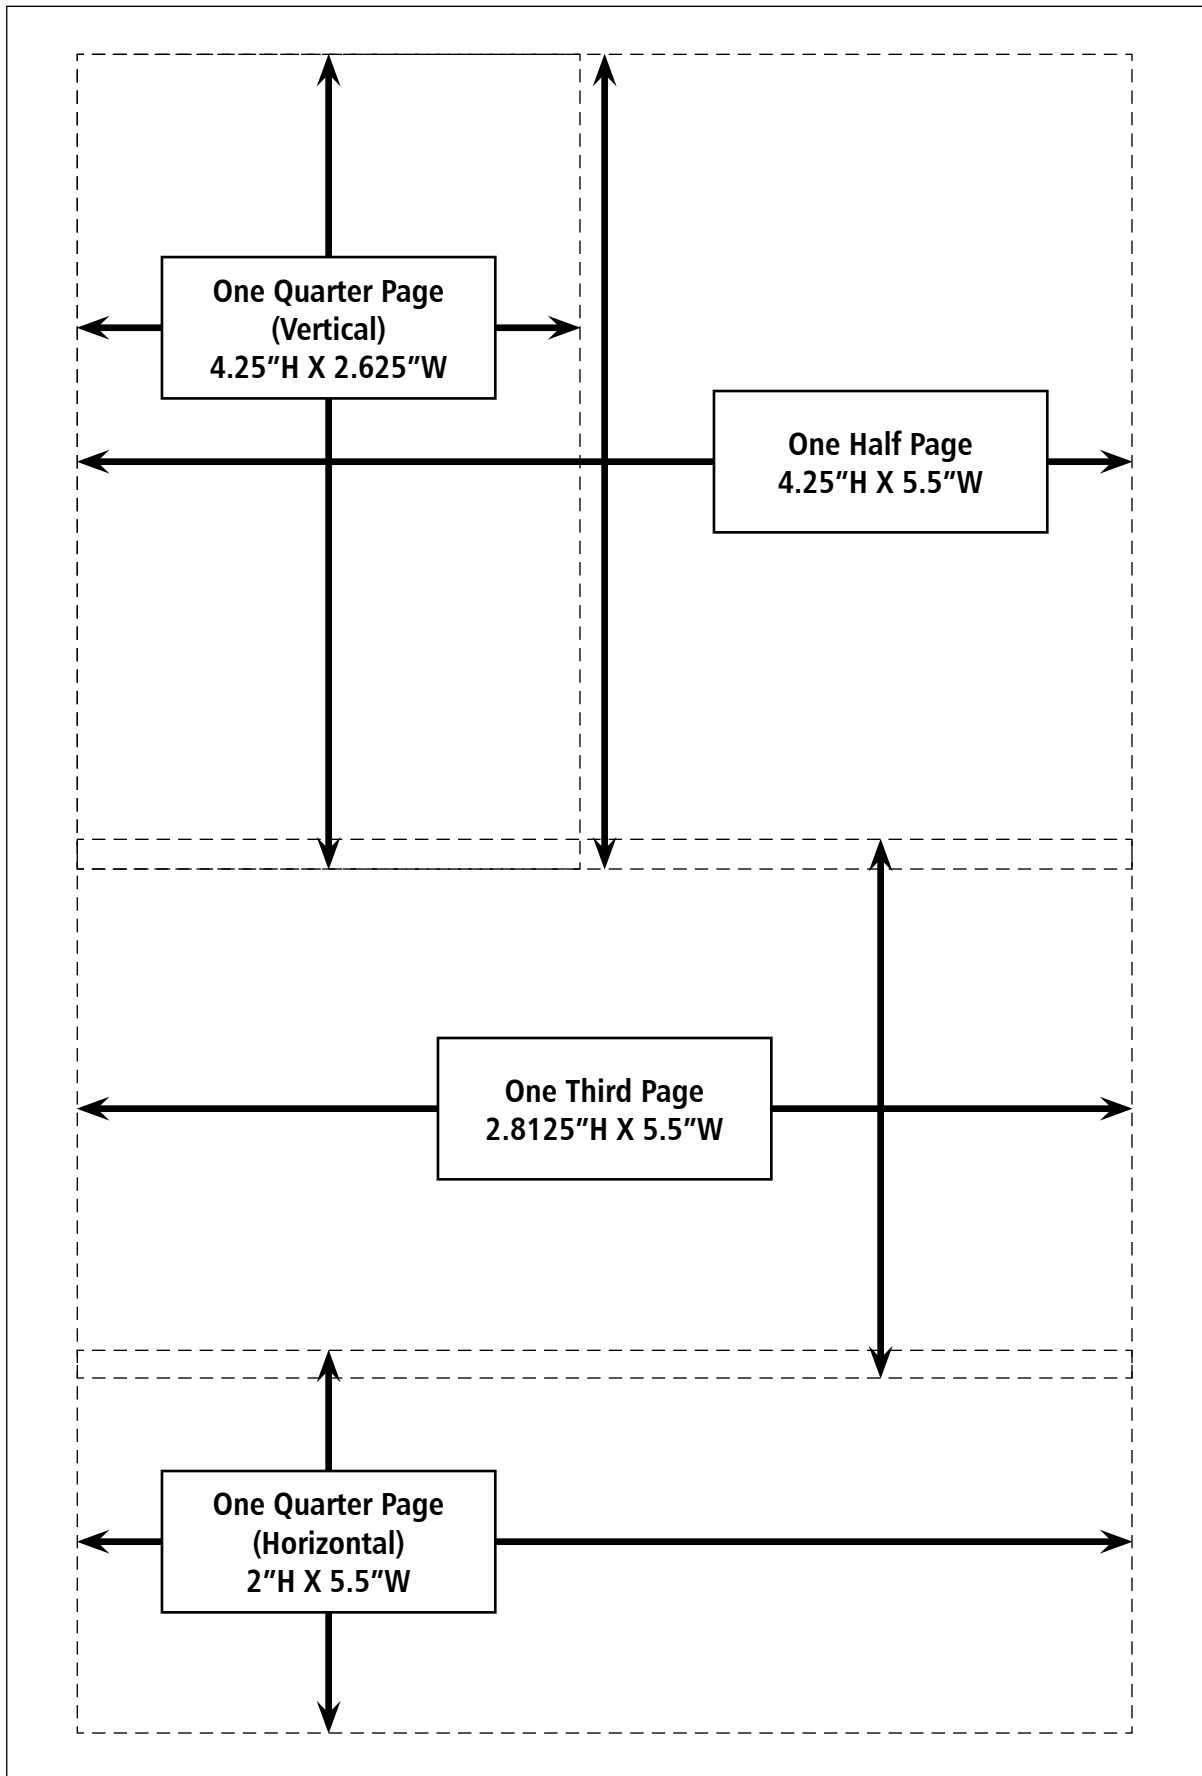 One Quarter Page
(Vertical)
4.25”H X 2.625”W
One Half Page
4.25”H X 5.5”W
One Third Page
2.8125”H X 5.5”W
One Quarter Page
(Horizontal)
2”H X 5.5”W